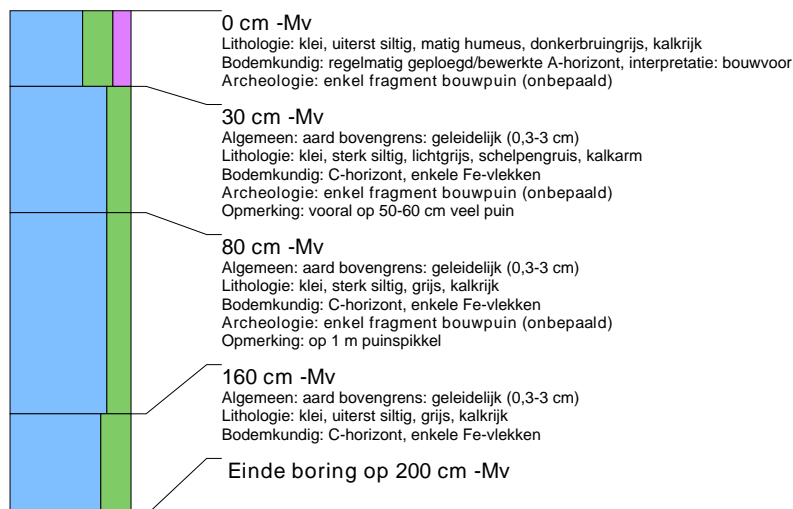 0 cm -Mv
Lithologie: klei, uiterst siltig, matig humeus, donkerbruingrijs, kalkrijk
Bodemkundig: regelmatig geploegd/bewerkte A-horizont, interpretatie: bouwvoor
Archeologie: enkel fragment bouwpuin (onbepaald)
30 cm -Mv
Algemeen: aard bovengrens: geleidelijk (0,3-3 cm)
Lithologie: klei, sterk siltig, lichtgrijs, schelpengruis, kalkarm
Bodemkundig: C-horizont, enkele Fe-vlekken
Archeologie: enkel fragment bouwpuin (onbepaald)
Opmerking: vooral op 50-60 cm veel puin
80 cm -Mv
Algemeen: aard bovengrens: geleidelijk (0,3-3 cm)
Lithologie: klei, sterk siltig, grijs, kalkrijk
Bodemkundig: C-horizont, enkele Fe-vlekken
Archeologie: enkel fragment bouwpuin (onbepaald)
Opmerking: op 1 m puinspikkel
160 cm -Mv
Algemeen: aard bovengrens: geleidelijk (0,3-3 cm)
Lithologie: klei, uiterst siltig, grijs, kalkrijk
Bodemkundig: C-horizont, enkele Fe-vlekken
Einde boring op 200 cm -Mv